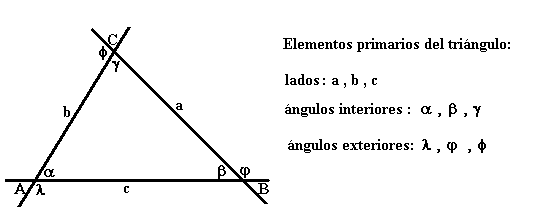 C
ϕ
γ
b
a
A
α
λ
c
β
φ
B
Elementos primarios del triángulo:
lados : a , b , c
ángulos interiores : α , β , γ
ángulos exteriores: λ , φ , ϕ